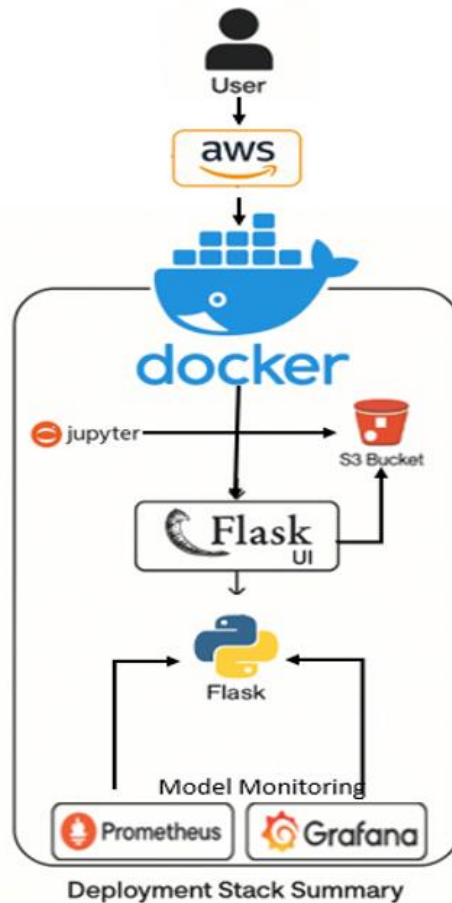 User
aws
docker
jupyter
S3 Bucket
Flask
UI
Flask
Model Monitoring
Prometheus
Grafana
Deployment Stack Summary